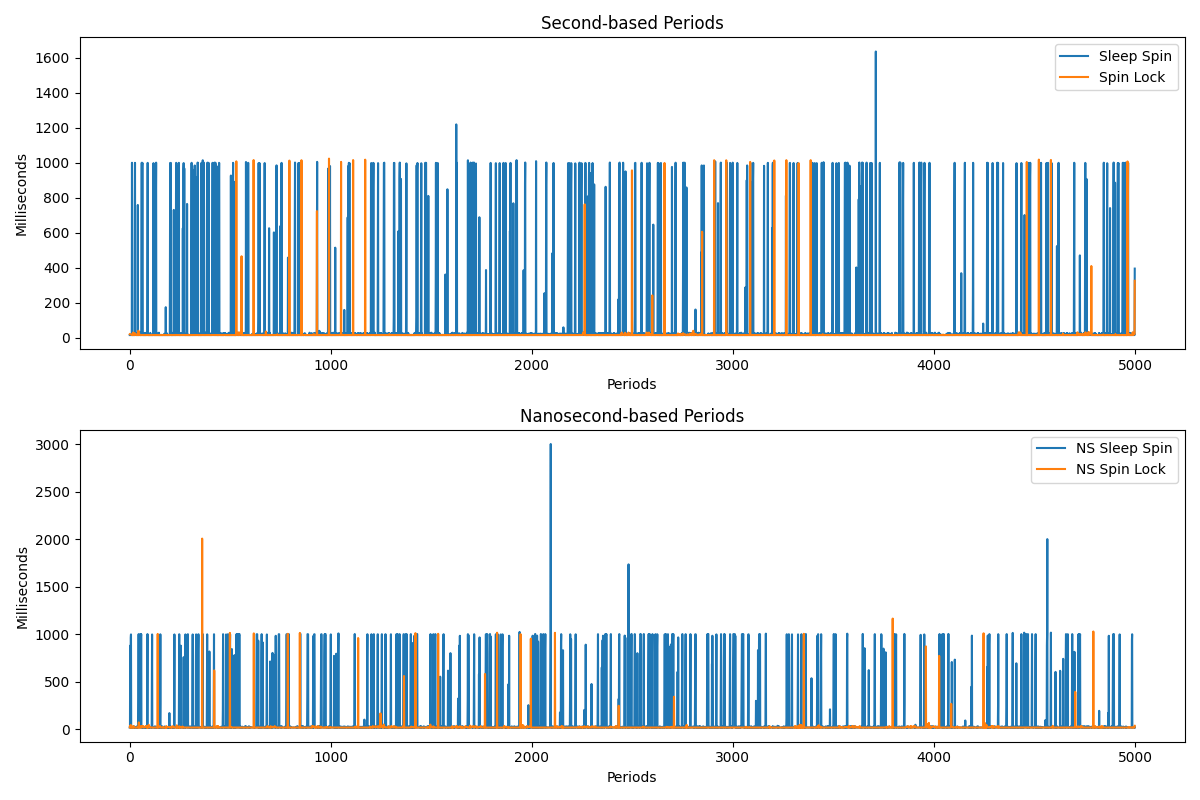 Second-based Periods
Milliseconds
1600
1400
1200
1000
800
600
400
200
0
Sleep Spin
Spin Lock
0 1000 2000 3000 4000 5000
Periods
Nanosecond-based Periods
Milliseconds
3000
2500
2000
1500
1000
500
0
NS Sleep Spin
NS Spin Lock
0 1000 2000 3000 4000 5000
Periods